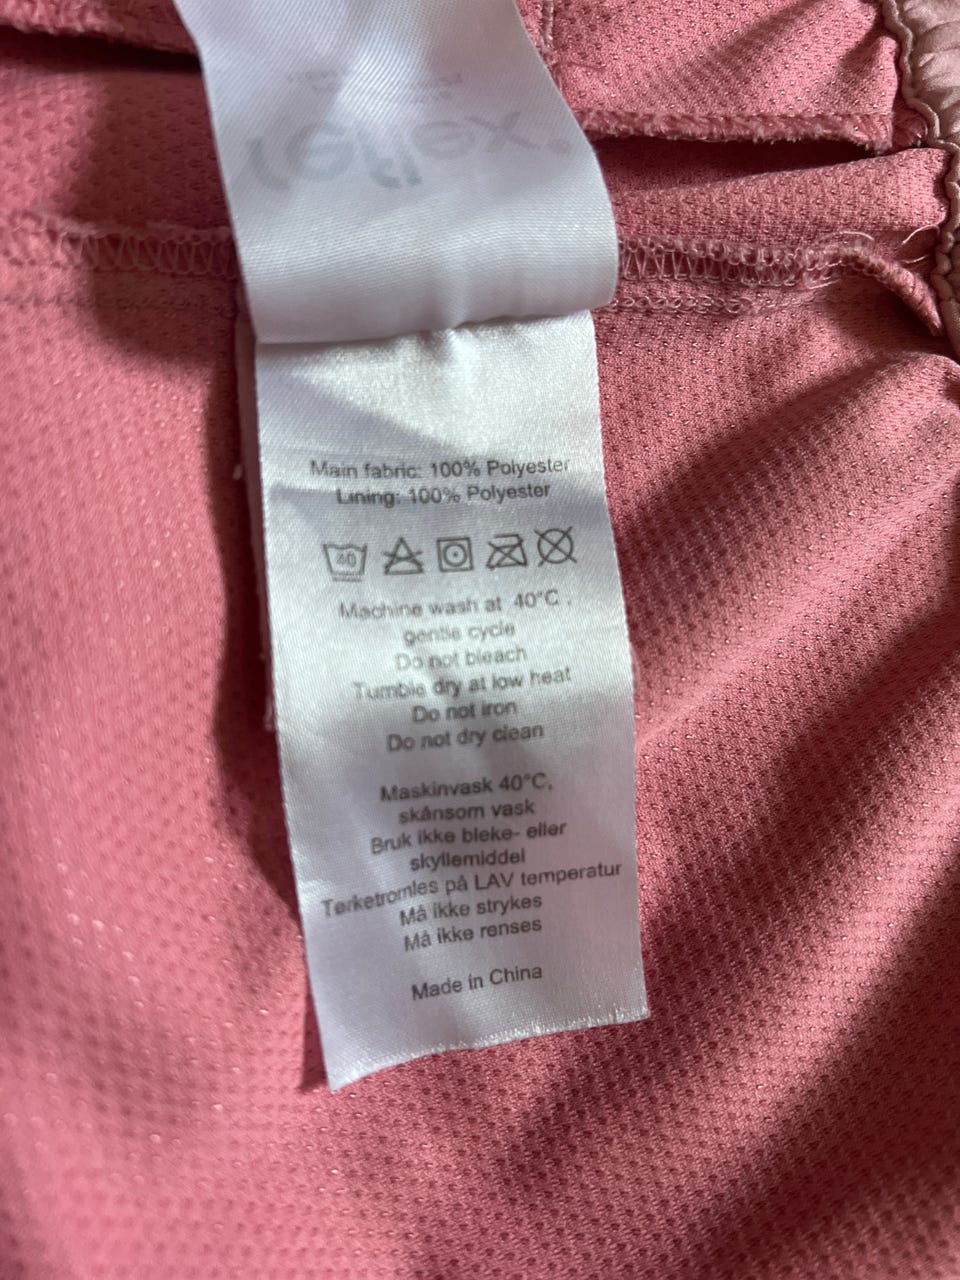 reflex
Main fabric: 100% Polyester
Lining: 100% Polyester
40
Machine wash at 40°C,
gentle cycle
Do not bleach
Tumble dry at low heat
Do not iron
Do not dry clean
Maskinvask 40°C,
skånsom vask
Bruk ikke bleke- eller
skyllemiddel
Tørketromles på LAV temperatur
Må ikke strykes
Må ikke renses
Made in China